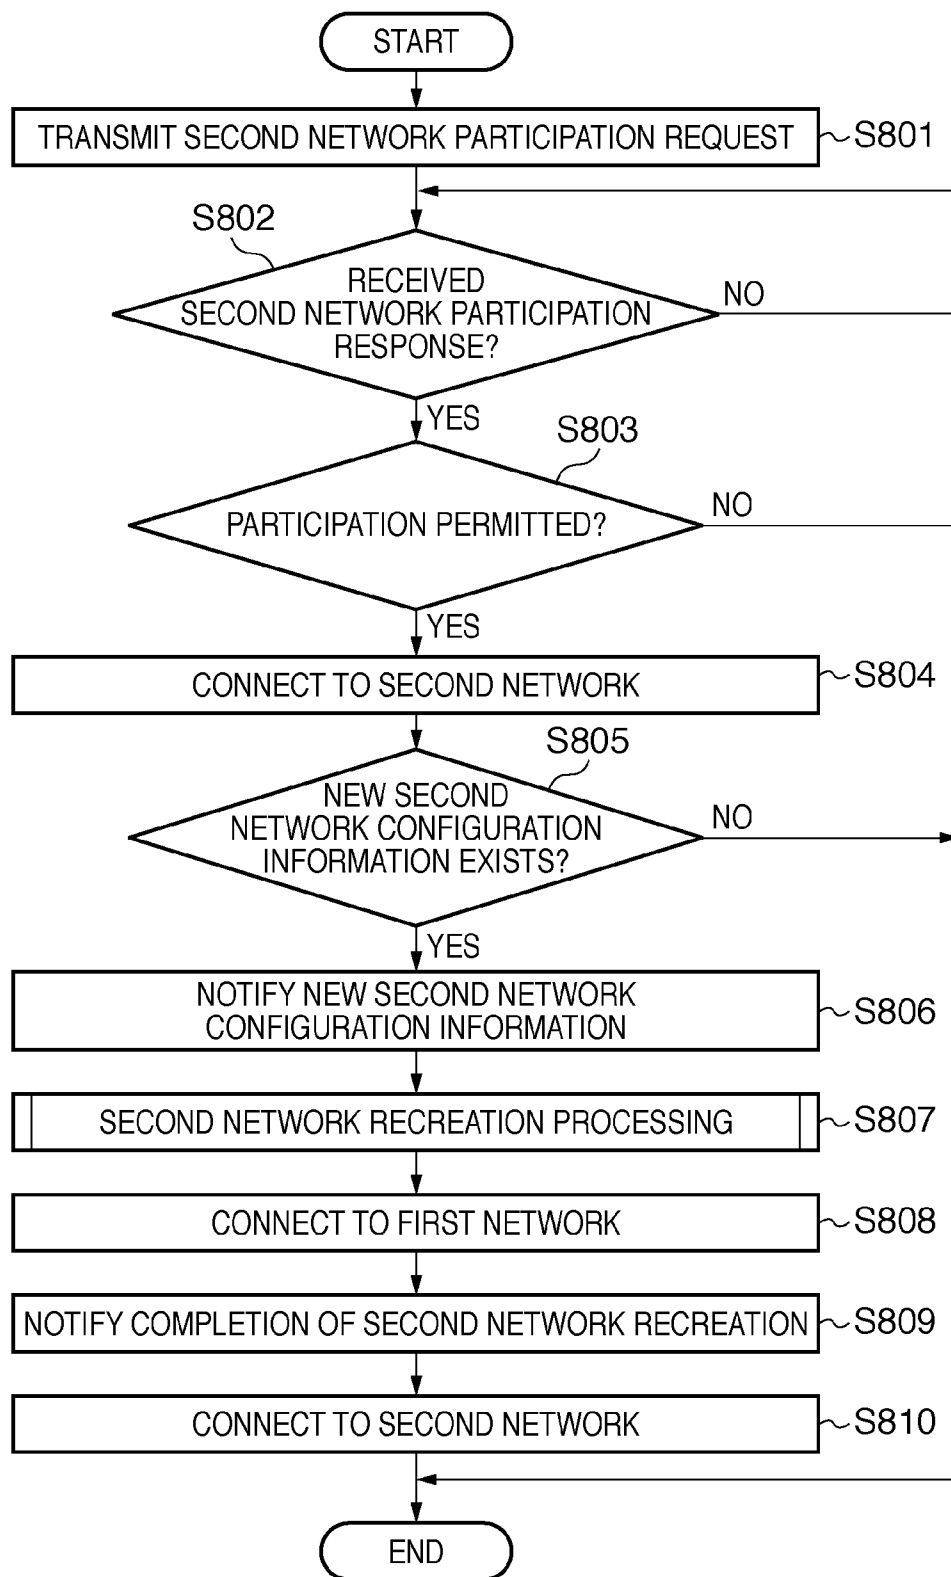 START
TRANSMIT SECOND NETWORK PARTICIPATION REQUEST
S801
S802
RECEIVED
SECOND NETWORK PARTICIPATION
RESPONSE?
NO
YES
S803
PARTICIPATION PERMITTED?
NO
YES
CONNECT TO SECOND NETWORK
S804
S805
NEW SECOND
NETWORK CONFIGURATION
INFORMATION EXISTS?
NO
YES
NOTIFY NEW SECOND NETWORK
CONFIGURATION INFORMATION
S806
SECOND NETWORK RECREATION PROCESSING
S807
CONNECT TO FIRST NETWORK
S808
NOTIFY COMPLETION OF SECOND NETWORK RECREATION
S809
CONNECT TO SECOND NETWORK
S810
END